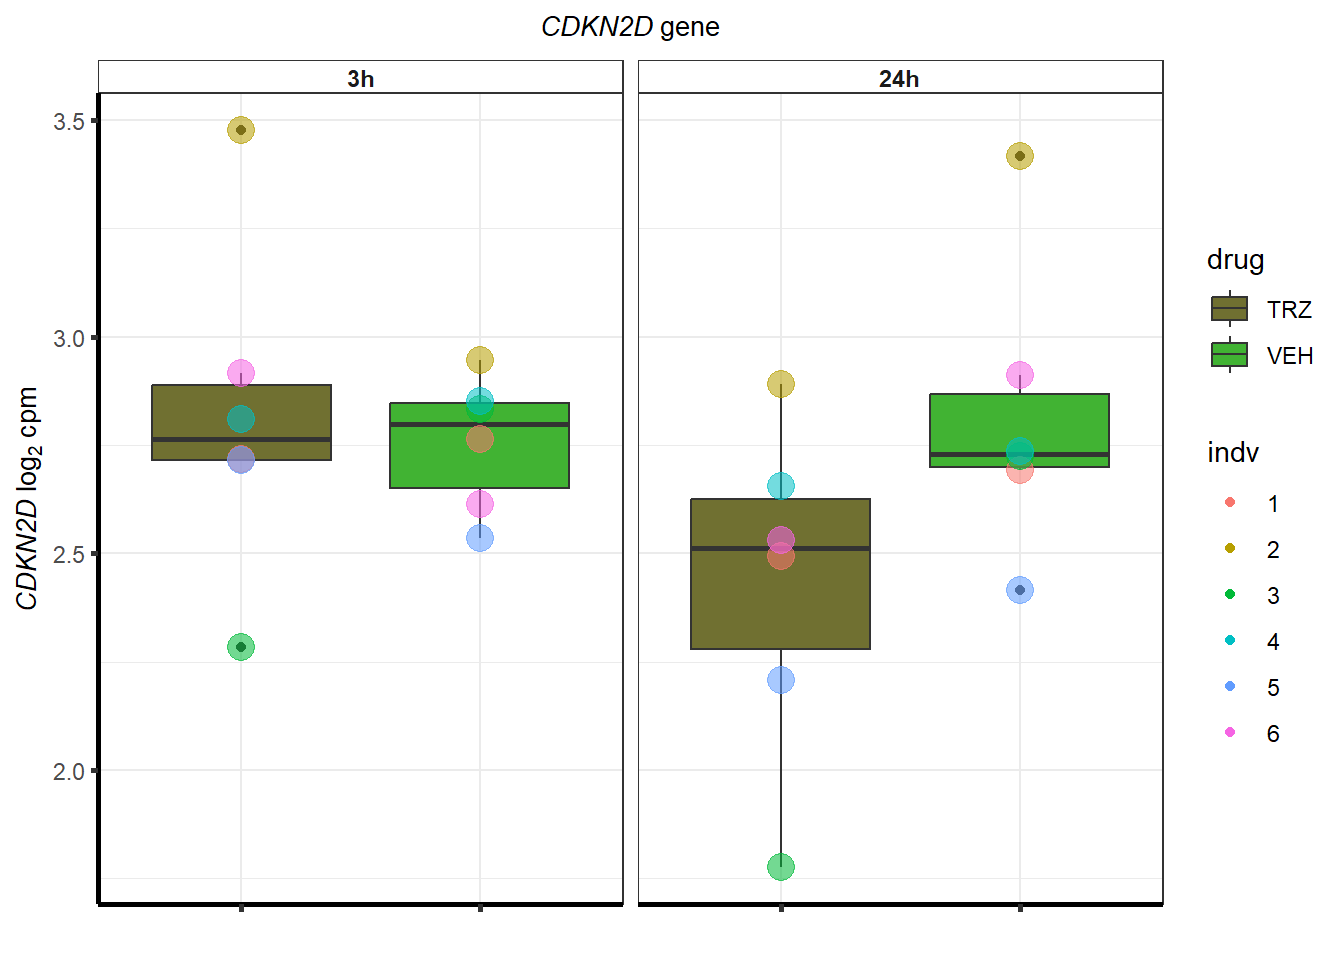 CDKN2D gene
3h
24h
3.5
3.0
2.5
2.0
CDKN2D log₂ cpm
drug
TRZ
VEH
indv
1
2
3
4
5
6